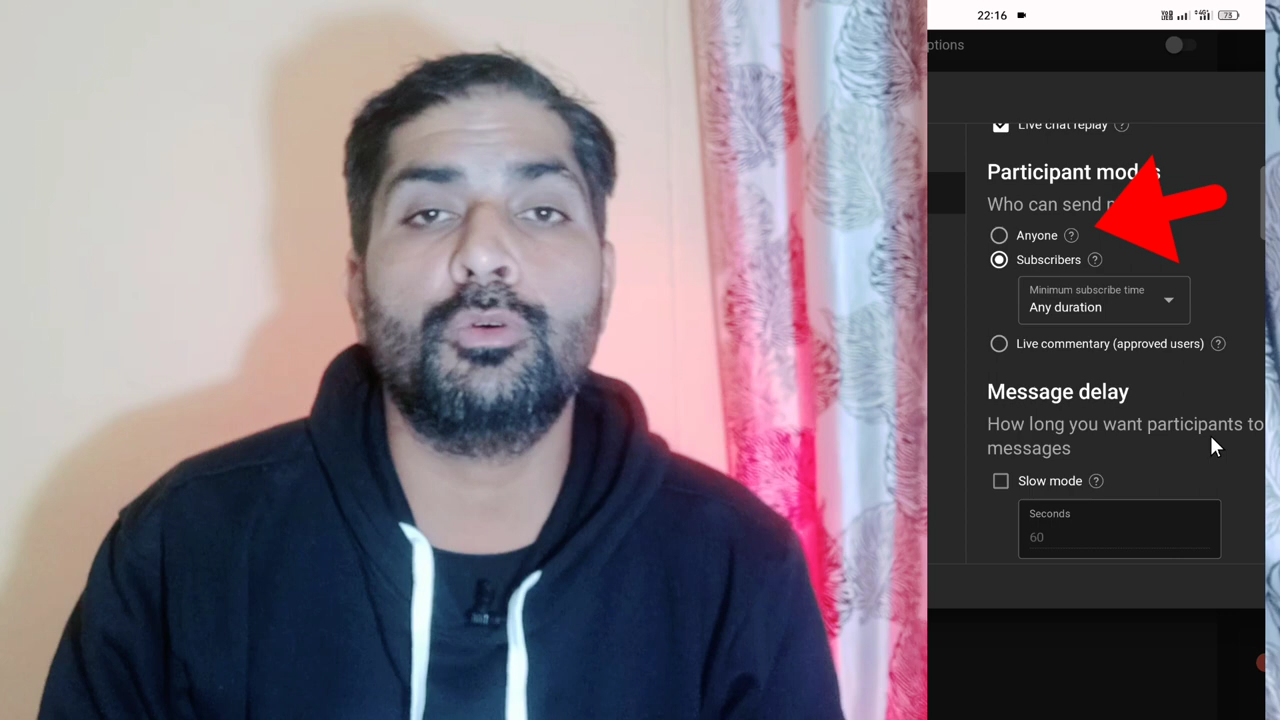 22:16
73
ptions
Live chat replay
Participant mod s
Who can send
Anyone
Subscribers
Minimum subscribe time
Any duration
Live commentary (approved users)
Message delay
How long you want participants to
messages
Slow mode
Seconds
60